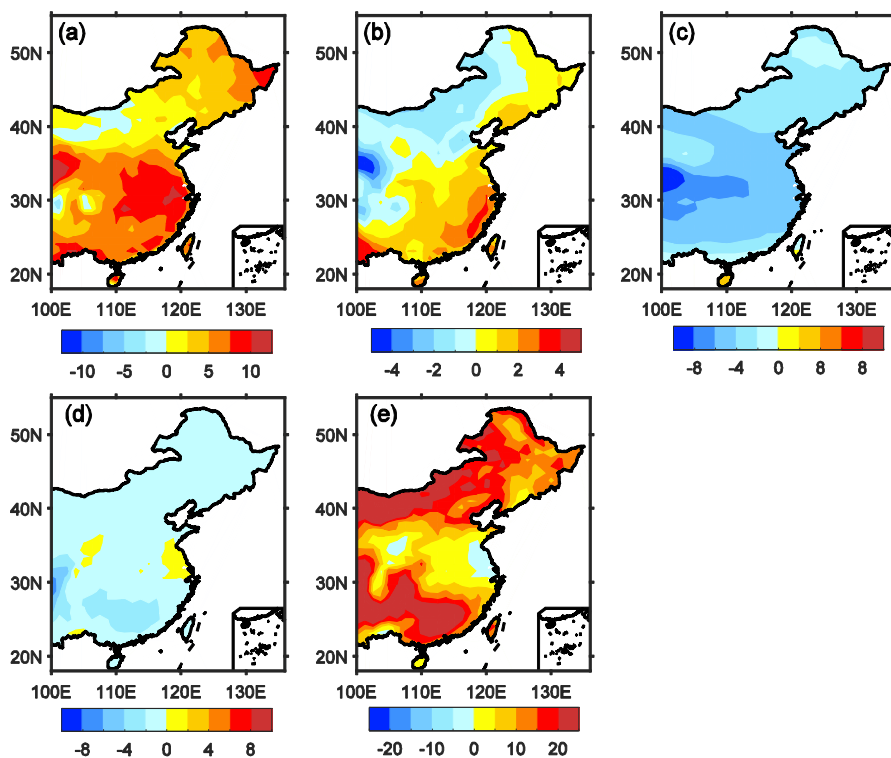 (a) (b) (c)
50N 50N 50N
40N 40N 40N
30N 30N 30N
20N 20N 20N
100E 110E 120E 130E 100E 110E 120E 130E 100E 110E 120E 130E
-10 -5 0 5 10 -4 -2 0 2 4 -8 -4 0 8 8
(d) (e)
50N 50N
40N 40N
30N 30N
20N 20N
100E 110E 120E 130E 100E 110E 120E 130E
-8 -4 0 4 8 -20 -10 0 10 20